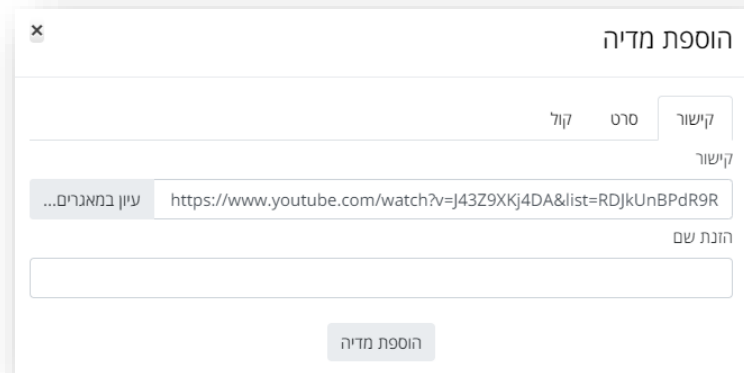 הוספת מדיה ×
קישור סרט קול
קישור
https://www.youtube.com/watch?v=J43Z9XKj4DA&list=RDJkUnBPdR9R עיון במאגרים...
הזנת שם
הוספת מדיה